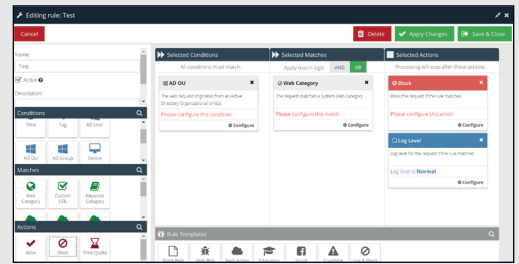 Editing rule: Test
Cancel
Delete
Apply Changes
Save & Close
Name:
Test
Active
Description:
Conditions
Time
Tag
AD User
AD OU
AD Group
Device
Matches
Web Category
Custom URL
Keyword Category
Actions
Allow
Block
Time Quota
Selected Conditions
All conditions must match.
AD OU
The web request originates from an Active
Directory Organisational Unit(s)
Please configure this condition
Configure
Selected Matches
Apply match logic: AND OR
Web Category
The request matches a System Web Category
Please configure this match
Configure
Selected Actions
Processing will stop after these actions.
Block
Block the request if the rule matches
Please configure this action
Configure
Log Level
Log level for the request if the rule matches
Log level is Normal
Configure
Rule Templates